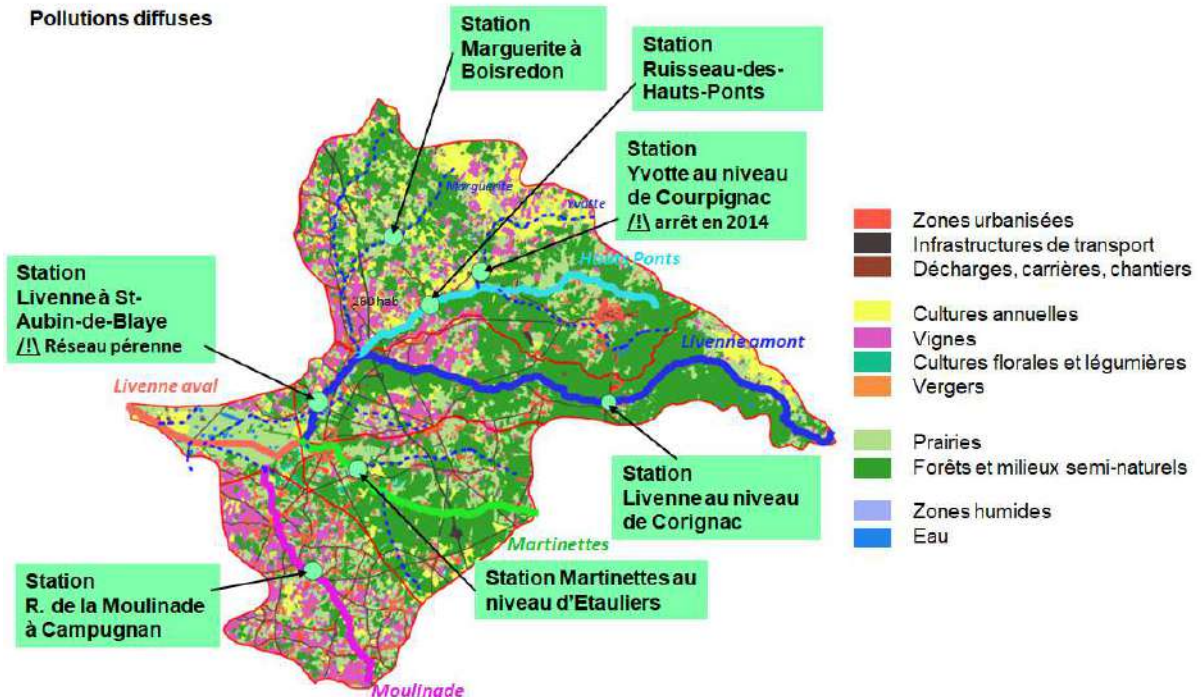 Pollutions diffuses
Station
Marguerite à
Boisredon
Station
Ruisseau-des-
Hauts-Ponts
Station
Yvotte au niveau
de Courpignac
/!\ arrêt en 2014
Station
Livenne à St-
Aubin-de-Blaye
/!\ Réseau pérenne
Marguerite
Yvotte
Hauts Ponts
160 hab
Livenne amont
Livenne aval
Martinettes
Moulinade
Station
Livenne au niveau
de Corignac
Station Martinettes au
niveau d'Etauliers
Station
R. de la Moulinade
à Campugnan
Zones urbanisées
Infrastructures de transport
Décharges, carrières, chantiers
Cultures annuelles
Vignes
Cultures florales et légumières
Vergers
Prairies
Forêts et milieux semi-naturels
Zones humides
Eau